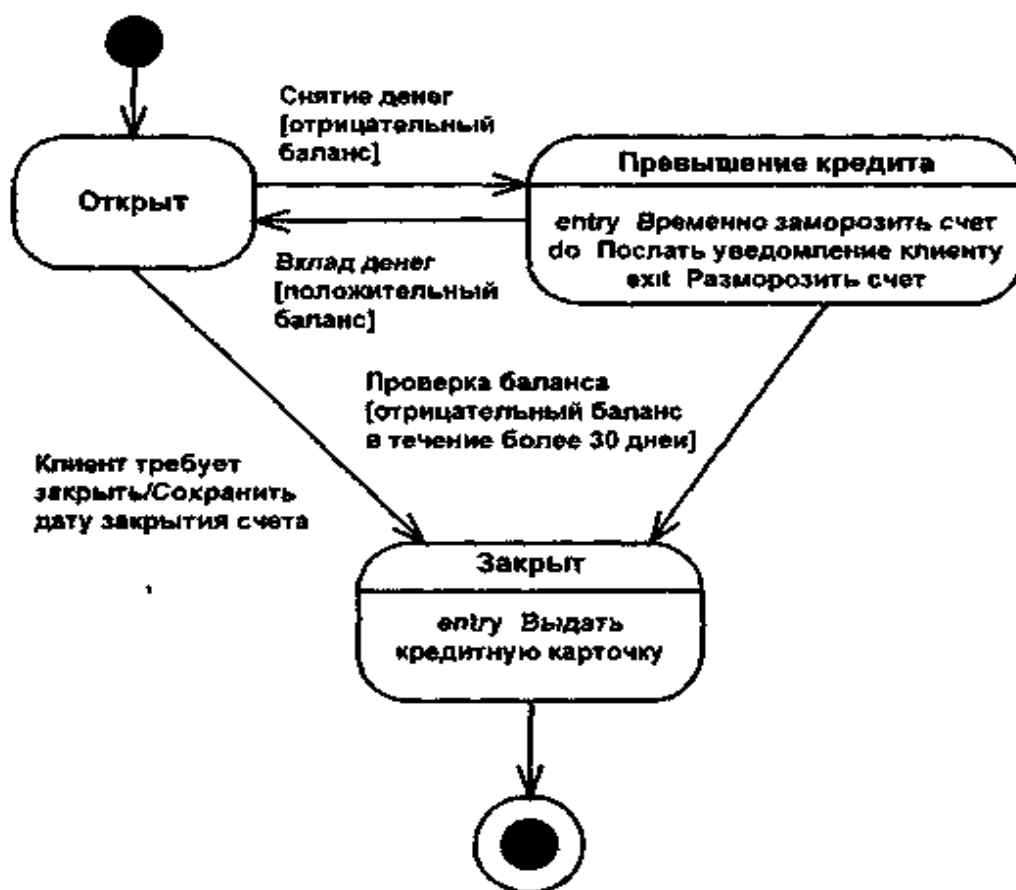 Снятие денег
[отрицательный
баланс]
Превышение кредита
Открыт
entry Временно заморозить счет
do Послать уведомление клиенту
exit Разморозить счет
Вклад денег
[положительный
баланс]
Проверка баланса
[отрицательный баланс
в течение более 30 дней]
Клиент требует
закрыть/Сохранить
дату закрытия счета
Закрыт
entry Выдать
кредитную карточку